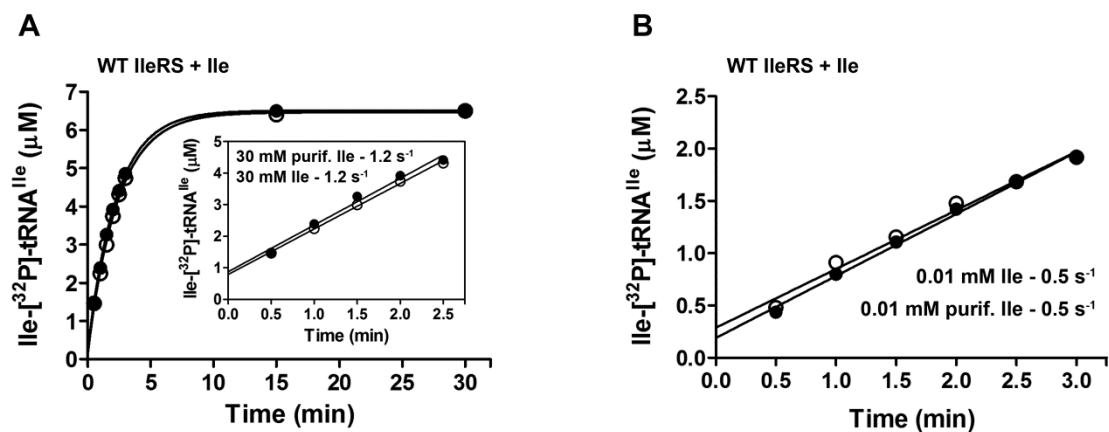 A
WT IleRS + Ile
Ile-[³²P]-tRNAᴵˡᵉ (μM)
7
6
5
4
3
2
1
0
0 5 10 15 20 25 30
Time (min)
Ile-[³²P]-tRNAᴵˡᵉ (μM)
5
4
3
2
1
0
30 mM purif. Ile - 1.2 s⁻¹
30 mM Ile - 1.2 s⁻¹
0.0 0.5 1.0 1.5 2.0 2.5
Time (min)
B
WT IleRS + Ile
Ile-[³²P]-tRNAᴵˡᵉ (μM)
2.5
2.0
1.5
1.0
0.5
0.0
0.01 mM Ile - 0.5 s⁻¹
0.01 mM purif. Ile - 0.5 s⁻¹
0.0 0.5 1.0 1.5 2.0 2.5 3.0
Time (min)